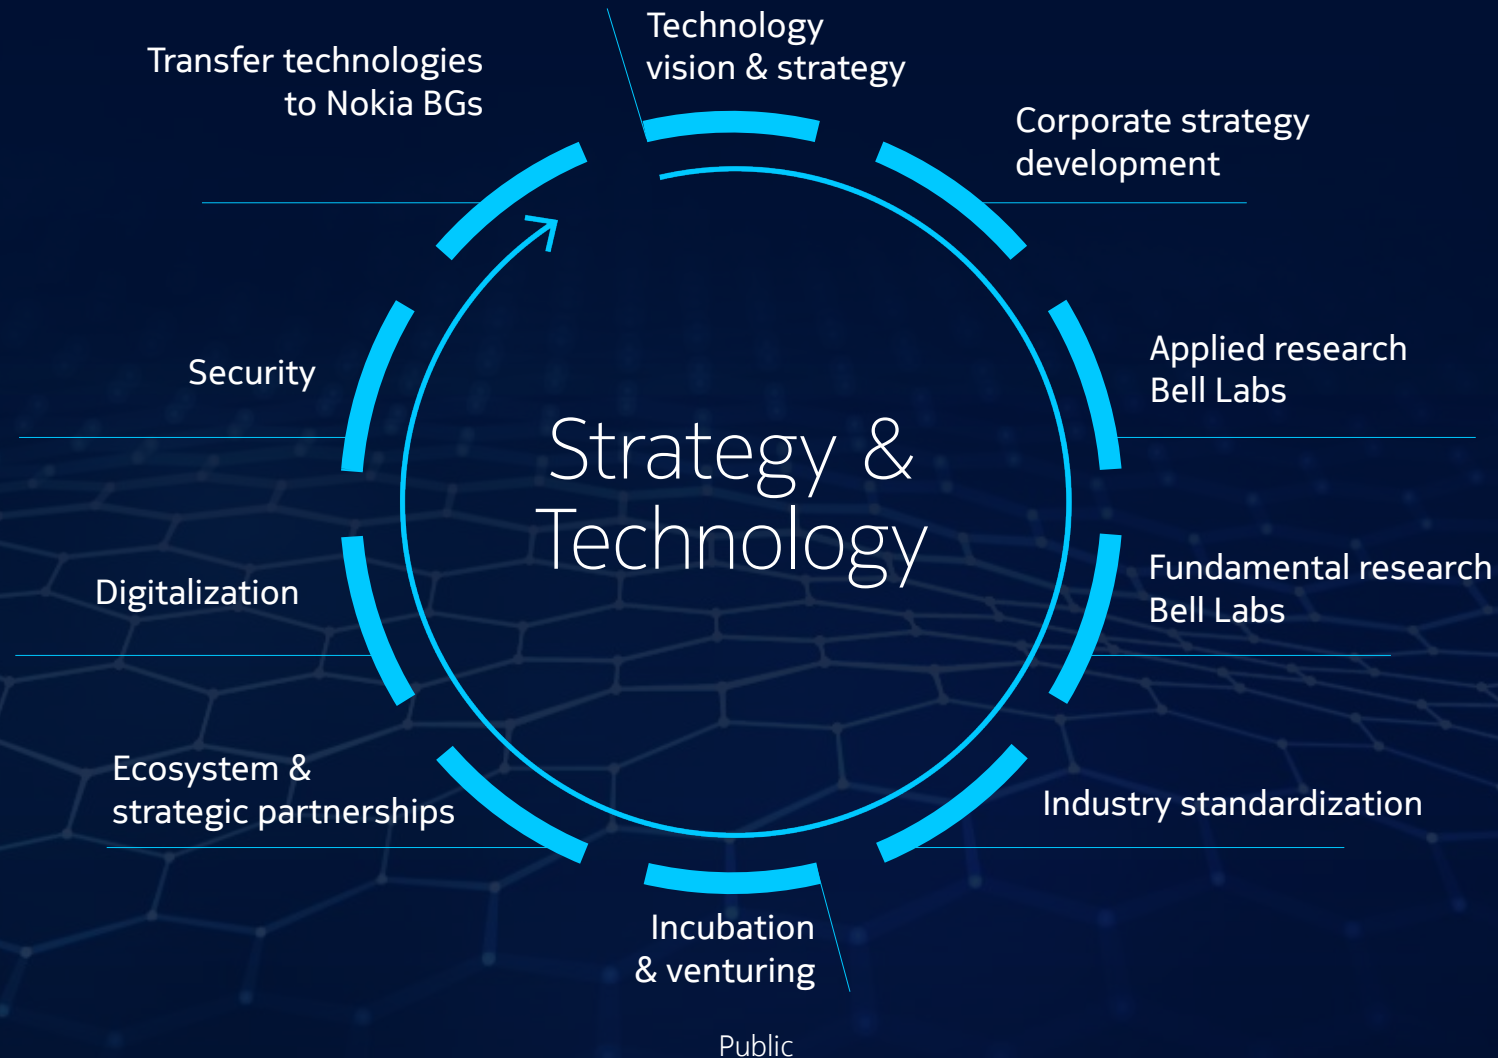 Technology
vision & strategy
Corporate strategy
development
Applied research
Bell Labs
Fundamental research
Bell Labs
Industry standardization
Incubation
& venturing
Ecosystem &
strategic partnerships
Digitalization
Security
Transfer technologies
to Nokia BGs
Strategy &
Technology
Public